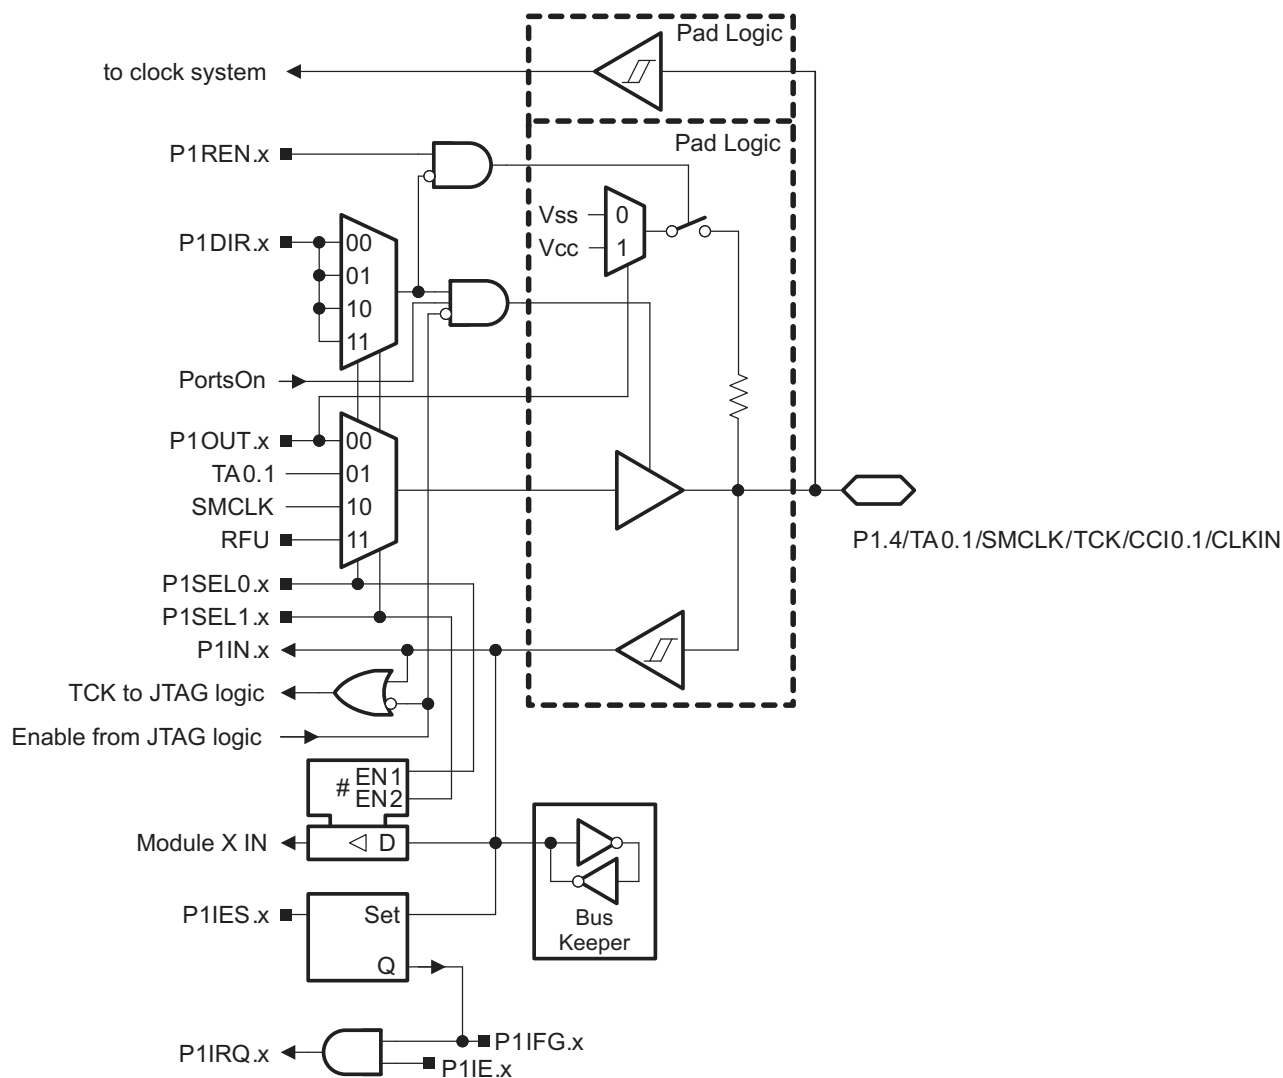 Pad Logic
to clock system
Pad Logic
P1REN.x
Vss 0
Vcc 1
P1DIR.x 00
01
10
11
PortsOn
P1OUT.x 00
TA0.1 01
SMCLK 10
RFU 11
P1.4/TA0.1/SMCLK/TCK/CCI0.1/CLKIN
P1SEL0.x
P1SEL1.x
P1IN.x
TCK to JTAG logic
Enable from JTAG logic
# EN1
EN2
Module X IN D
Bus
Keeper
P1IES.x Set
Q
P1IFG.x
P1IRQ.x
P1IE.x